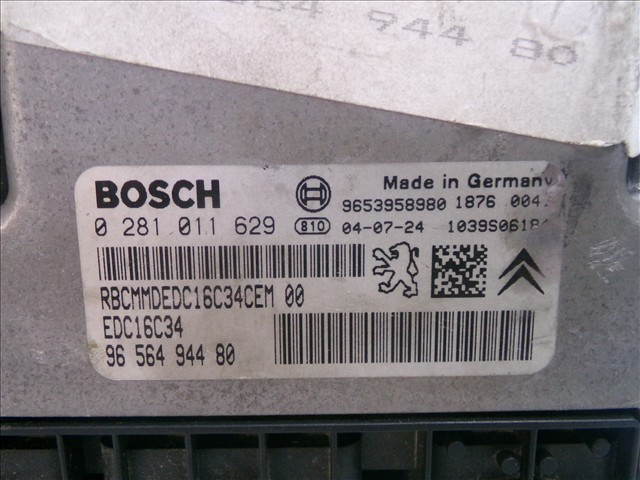 944 80
BOSCH
Made in Germany
9653958980 1876
0 281 011 629 810 04-07-24
RBCMMDEDC16C34CEM 00
EDC16C34
96 564 944 80